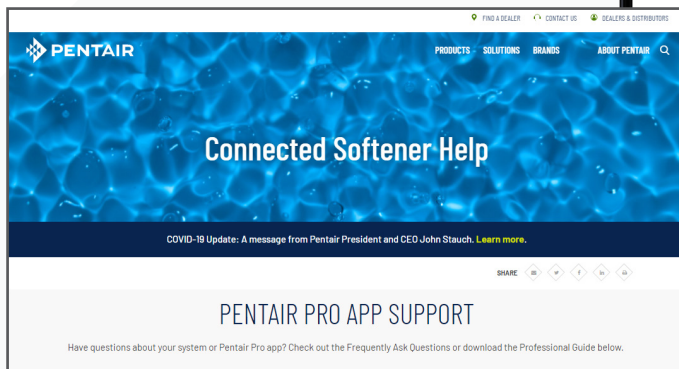 FIND A DEALER CONTACT US DEALERS & DISTRIBUTORS
PENTAIR PRODUCTS SOLUTIONS BRANDS ABOUT PENTAIR
Connected Softener Help
COVID-19 Update: A message from Pentair President and CEO John Stauch. Learn more.
SHARE
PENTAIR PRO APP SUPPORT
Have questions about your system or Pentair Pro app? Check out the Frequently Ask Questions or download the Professional Guide below.